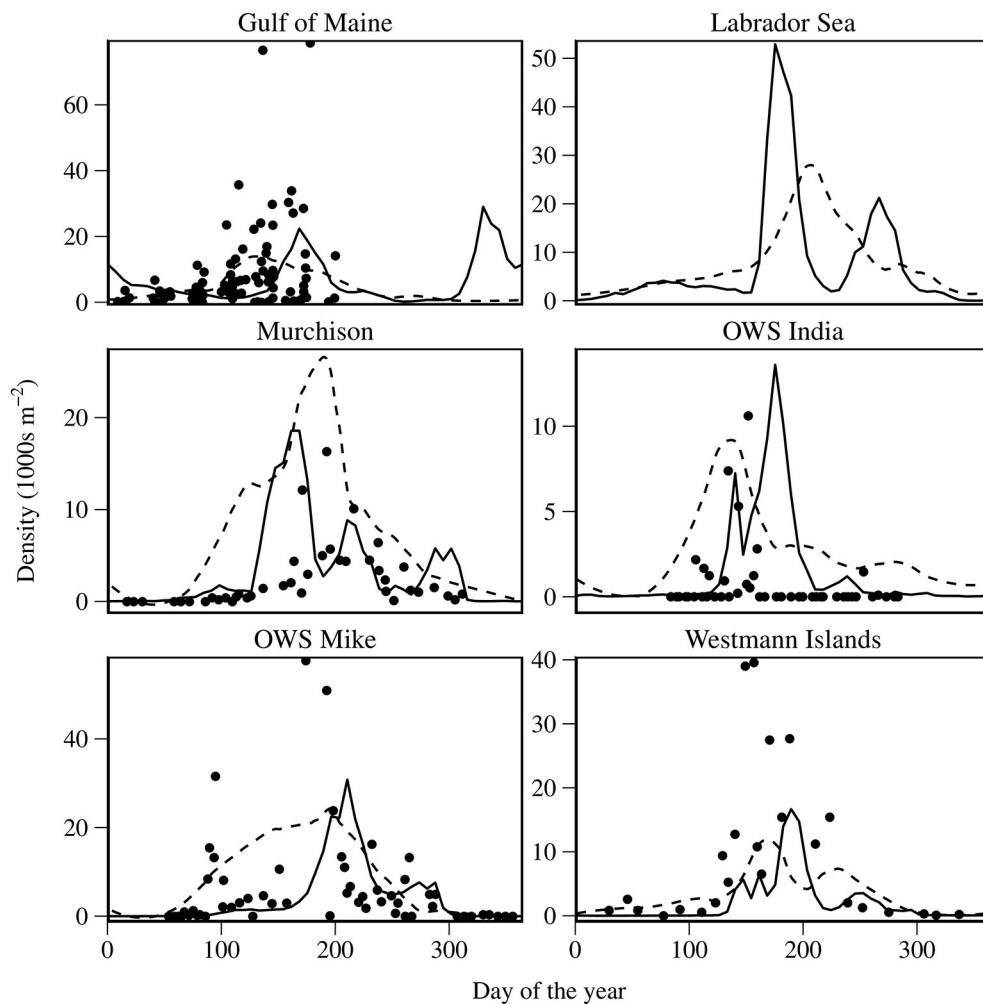 Gulf of Maine
Labrador Sea
60
40
20
0
50
40
30
20
10
0
Murchison
OWS India
20
10
0
10
5
0
Density (1000s m⁻²)
OWS Mike
Westmann Islands
40
20
0
40
30
20
10
0
0 100 200 300
0 100 200 300
Day of the year